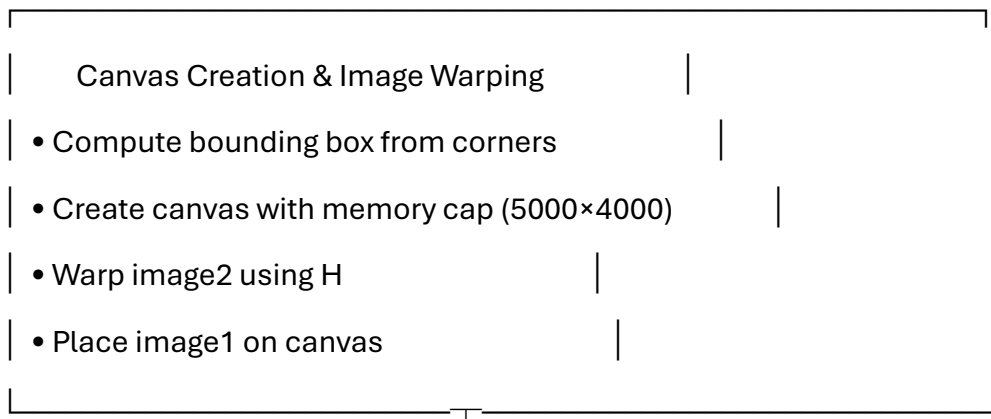 Canvas Creation & Image Warping
• Compute bounding box from corners
• Create canvas with memory cap (5000×4000)
• Warp image2 using H
• Place image1 on canvas